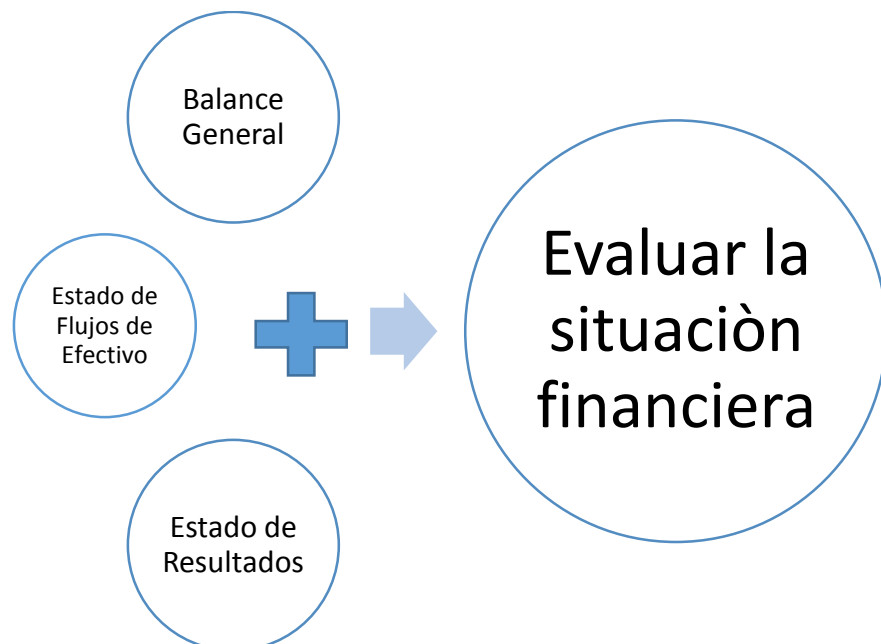 Balance
General
Estado de
Flujos de
Efectivo
Estado de
Resultados
Evaluar la
situaciòn
financiera